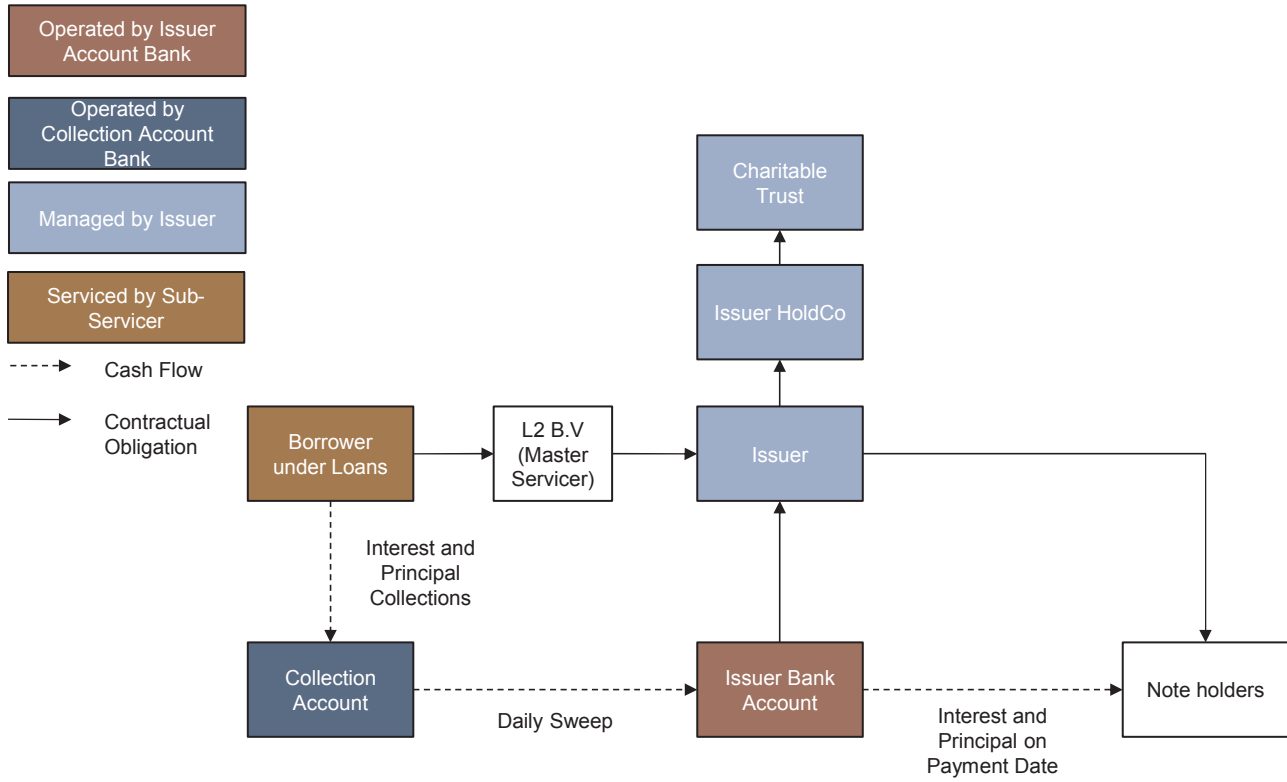 Operated by Issuer
Account Bank
Operated by
Collection Account
Bank
Managed by Issuer
Serviced by Sub-
Servicer
Cash Flow
Contractual
Obligation
Charitable
Trust
Issuer HoldCo
Borrower
under Loans
L2 B.V
(Master
Servicer)
Issuer
Interest and
Principal
Collections
Collection
Account
Daily Sweep
Issuer Bank
Account
Interest and
Principal on
Payment Date
Note holders